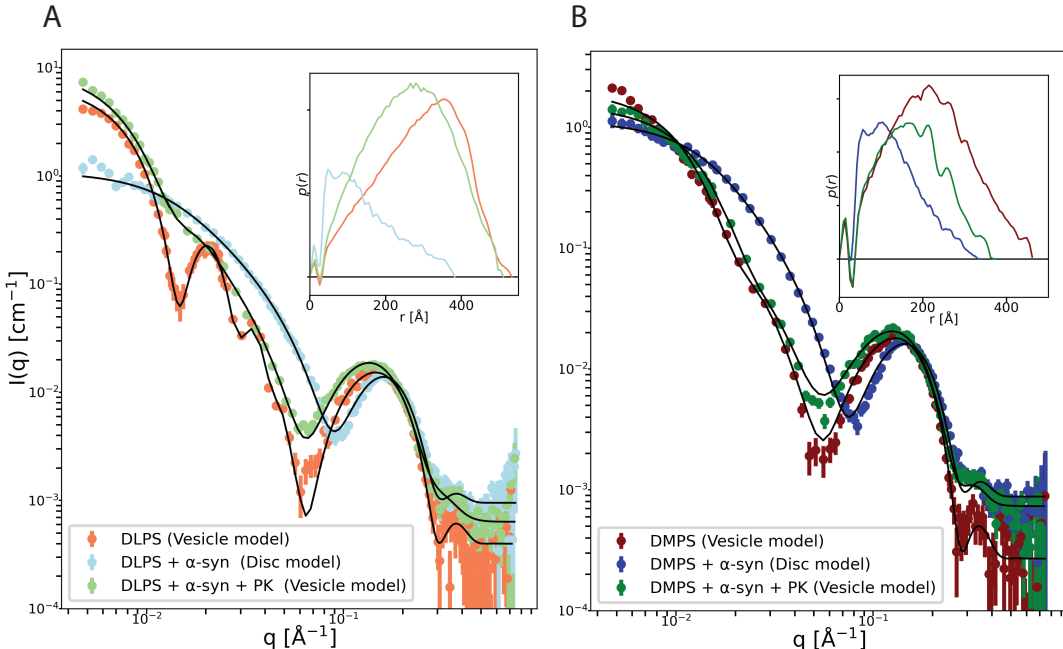 A
B
I(q) [cm⁻¹]
10¹
10⁰
10⁻¹
10⁻²
10⁻³
10⁻⁴
10⁻²
10⁻¹
q [Å⁻¹]
p(r)
0
200
400
r [Å]
DLPS (Vesicle model)
DLPS + α-syn (Disc model)
DLPS + α-syn + PK (Vesicle model)
10⁰
10⁻¹
10⁻²
10⁻³
10⁻⁴
10⁻²
10⁻¹
q [Å⁻¹]
p(r)
0
200
400
r [Å]
DMPS (Vesicle model)
DMPS + α-syn (Disc model)
DMPS + α-syn + PK (Vesicle model)